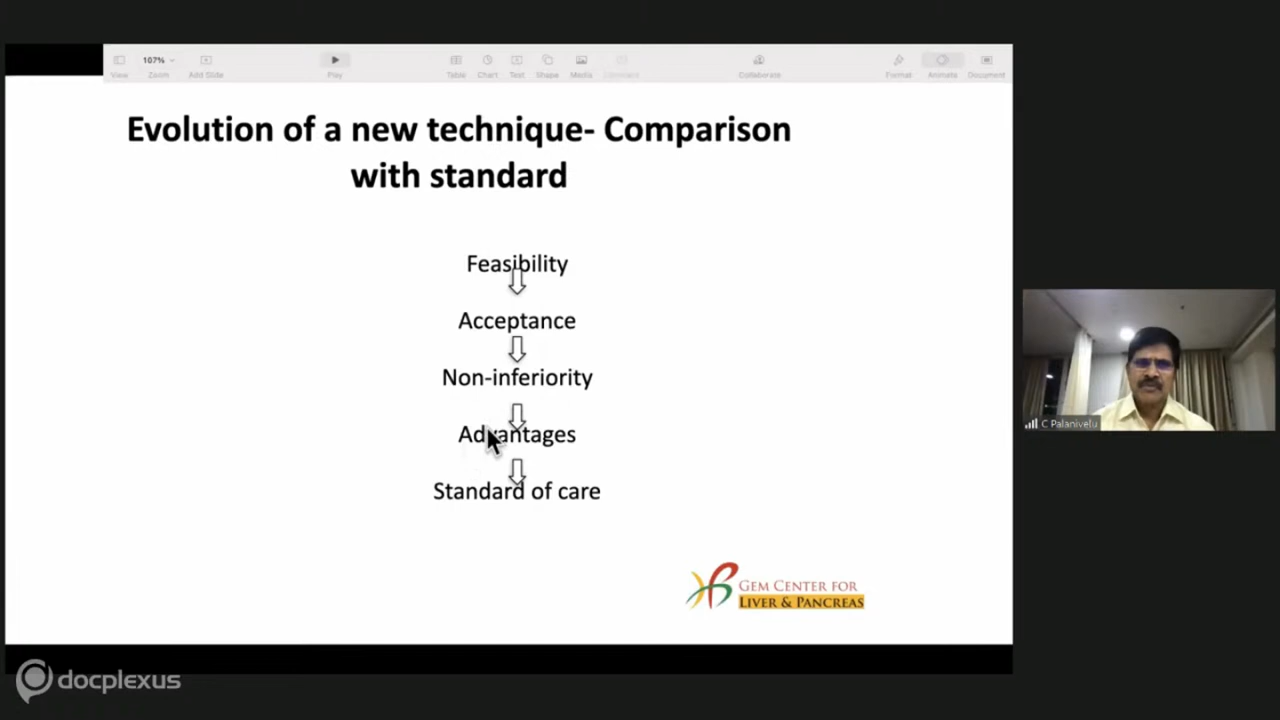 107%
View
Zoom
Add Slide
Play
Table
Chart
Text
Shape
Media
Collaborate
Format
Animate
Document
Evolution of a new technique- Comparison
with standard
Feasibility
Acceptance
Non-inferiority
Advantages
Standard of care
GEM CENTER FOR
LIVER & PANCREAS
C Palanivelu
docplexus